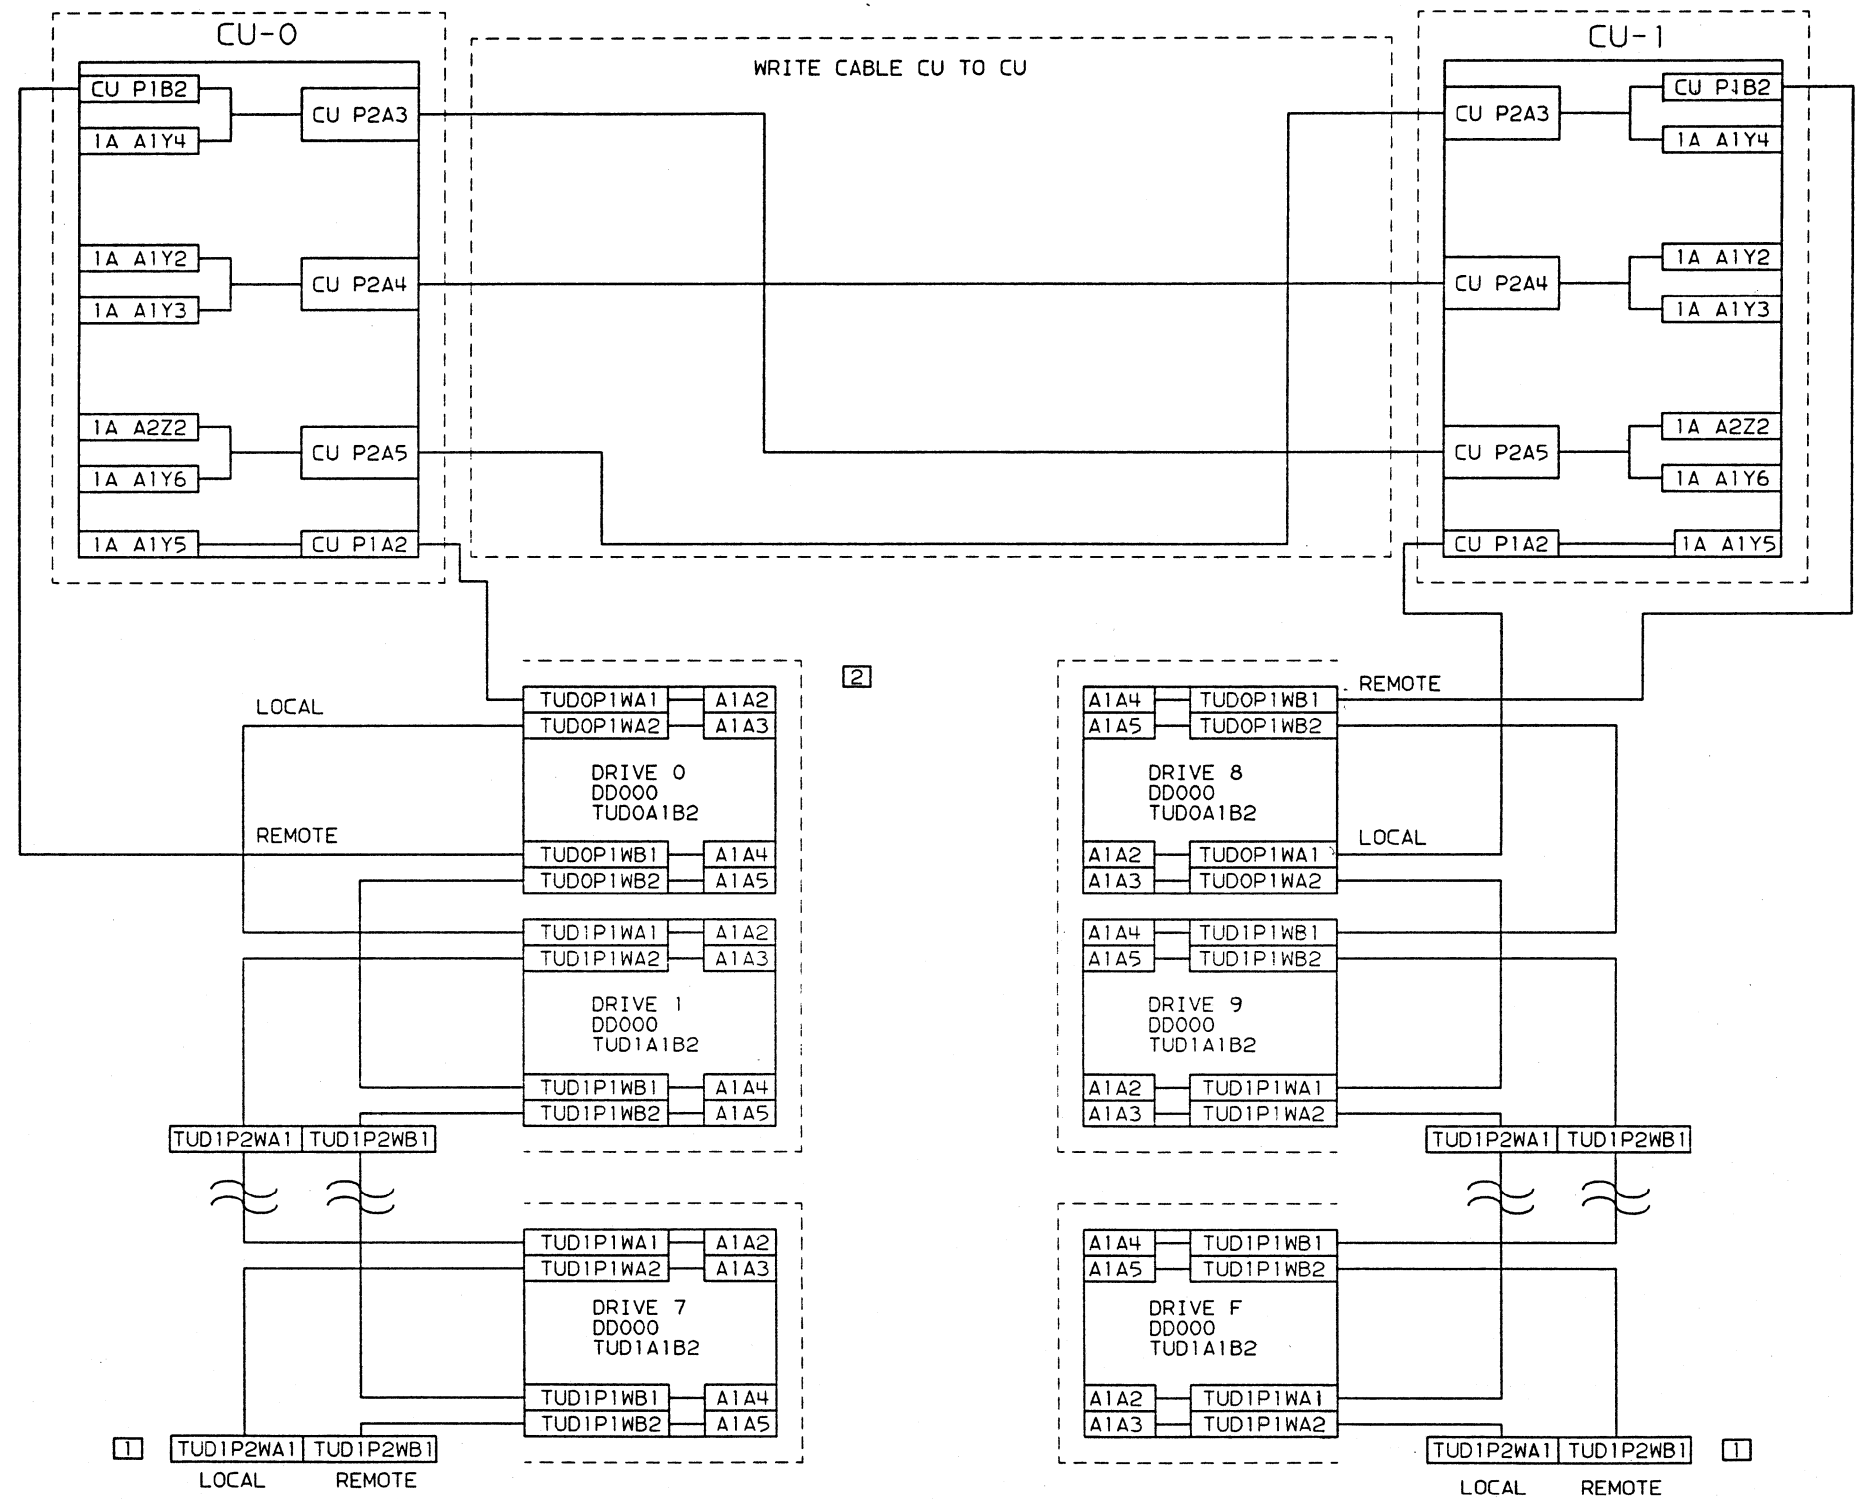 CU-0
CU-1
WRITE CABLE CU TO CU
CU P1B2
CU P2A3
1A A1Y4
CU P2A3
CU P1B2
1A A1Y4
1A A1Y2
CU P2A4
1A A1Y3
CU P2A4
1A A1Y2
1A A1Y3
1A A2Z2
CU P2A5
1A A1Y6
CU P2A5
1A A2Z2
1A A1Y6
1A A1Y5
CU P1A2
CU P1A2
1A A1Y5
2
LOCAL
REMOTE
TUD0P1WA1 A1A2
TUD0P1WA2 A1A3
DRIVE 0
DD000
TUD0A1B2
TUD0P1WB1 A1A4
TUD0P1WB2 A1A5
TUD1P1WA1 A1A2
TUD1P1WA2 A1A3
DRIVE 1
DD000
TUD1A1B2
TUD1P1WB1 A1A4
TUD1P1WB2 A1A5
TUD1P2WA1 TUD1P2WB1
TUD1P1WA1 A1A2
TUD1P1WA2 A1A3
DRIVE 7
DD000
TUD1A1B2
TUD1P1WB1 A1A4
TUD1P1WB2 A1A5
1
TUD1P2WA1 TUD1P2WB1
LOCAL REMOTE
REMOTE
A1A4 TUD0P1WB1
A1A5 TUD0P1WB2
DRIVE 8
DD000
TUD0A1B2
LOCAL
A1A2 TUD0P1WA1
A1A3 TUD0P1WA2
A1A4 TUD1P1WB1
A1A5 TUD1P1WB2
DRIVE 9
DD000
TUD1A1B2
A1A2 TUD1P1WA1
A1A3 TUD1P1WA2
TUD1P2WA1 TUD1P2WB1
A1A4 TUD1P1WB1
A1A5 TUD1P1WB2
DRIVE F
DD000
TUD1A1B2
A1A2 TUD1P1WA1
A1A3 TUD1P1WA2
TUD1P2WA1 TUD1P2WB1
1
LOCAL REMOTE